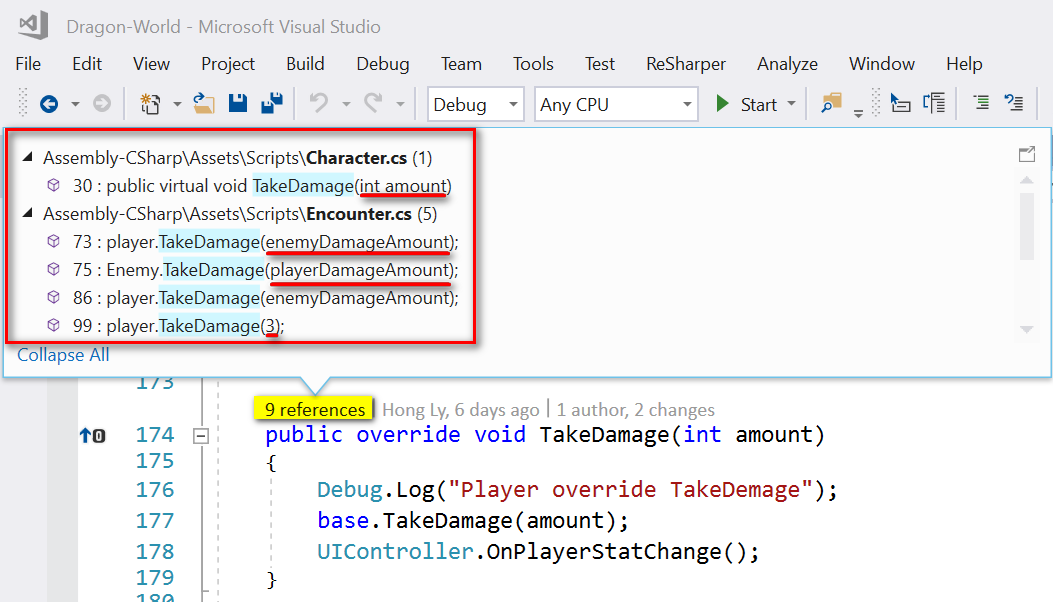 Dragon-World - Microsoft Visual Studio
File Edit View Project Build Debug Team Tools Test ReSharper Analyze Window Help
Debug Any CPU Start
Assembly-CSharp\Assets\Scripts\Character.cs (1)
30 : public virtual void TakeDamage(int amount)
Assembly-CSharp\Assets\Scripts\Encounter.cs (5)
73 : player.TakeDamage(enemyDamageAmount);
75 : Enemy.TakeDamage(playerDamageAmount);
86 : player.TakeDamage(enemyDamageAmount);
99 : player.TakeDamage(3);
Collapse All
173
9 references Hong Ly, 6 days ago | 1 author, 2 changes
174 public override void TakeDamage(int amount)
175 {
176 Debug.Log("Player override TakeDemage");
177 base.TakeDamage(amount);
178 UIController.OnPlayerStatChange();
179 }
180